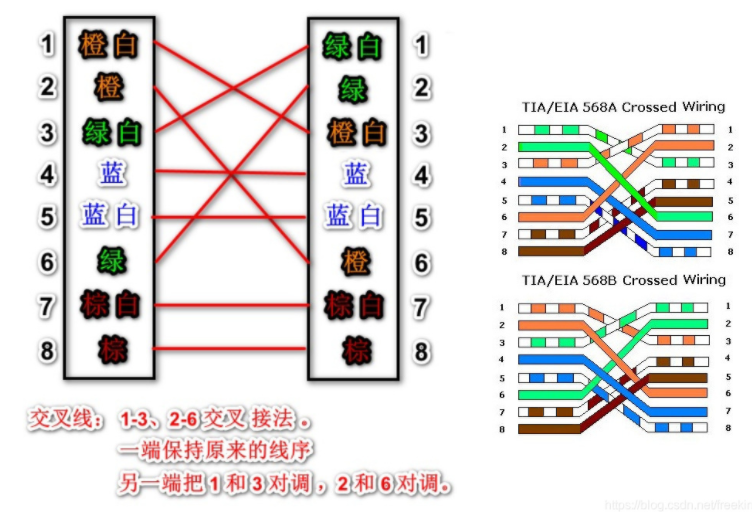 1 橙白 绿白 1
2 橙 绿 2
3 绿白 橙白 3
4 蓝 蓝 4
5 蓝白 蓝白 5
6 绿 橙 6
7 棕白 棕白 7
8 棕 棕 8
交叉线： 1-3、2-6 交叉 接法 。
一端保持原来的线序
另一端把 1 和 3 对调 ，2 和 6 对调。
TIA/EIA 568A Crossed Wiring
1 1
2 2
3 3
4 4
5 5
6 6
7 7
8 8
TIA/EIA 568B Crossed Wiring
1 1
2 2
3 3
4 4
5 5
6 6
7 7
8 8